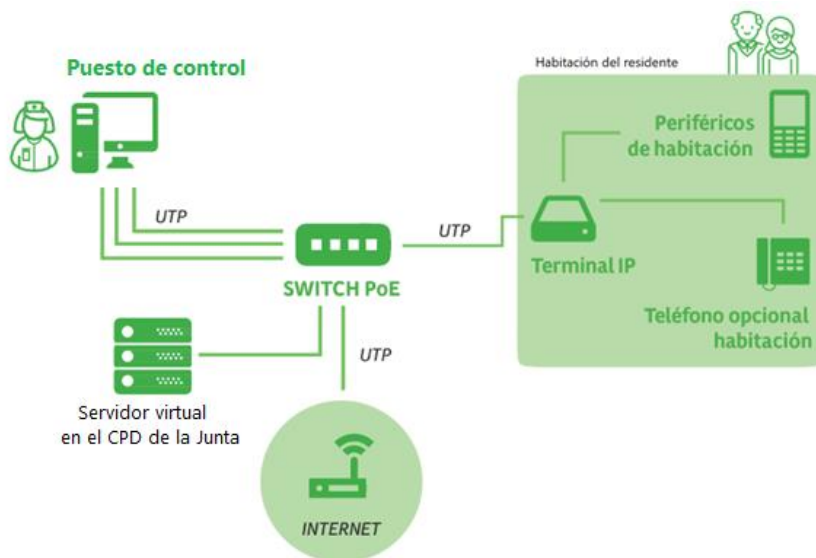 Puesto de control
Habitación del residente
Periféricos
de habitación
UTP
UTP
SWITCH PoE
Terminal IP
Teléfono opcional
habitación
UTP
Servidor virtual
en el CPD de la Junta
INTERNET